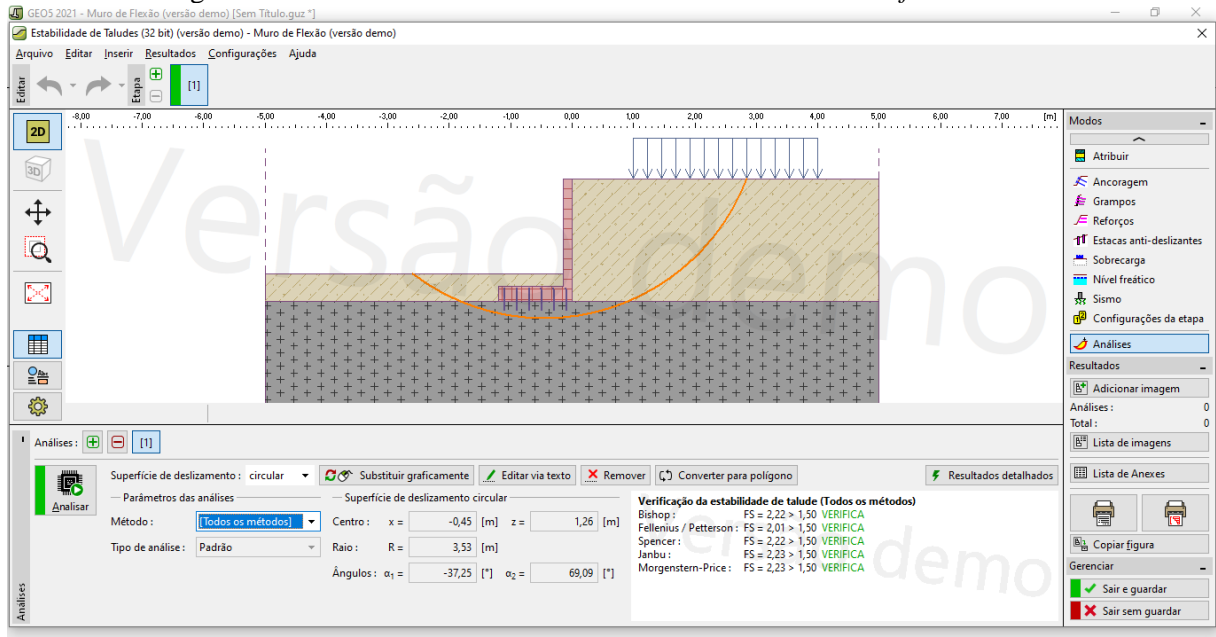 GEO5 2021 - Muro de Flexão (versão demo) [Sem Título.guz *]
Estabilidade de Taludes (32 bit) (versão demo) - Muro de Flexão (versão demo)
Arquivo Editar Inserir Resultados Configurações Ajuda
Editar
Etapa
[1]
2D
3D
-8,00 -7,00 -6,00 -5,00 -4,00 -3,00 -2,00 -1,00 0,00 1,00 2,00 3,00 4,00 5,00 6,00 7,00 [m]
Versão demo
Modos
Atribuir
Ancoragem
Grampos
Reforços
Estacas anti-deslizantes
Sobrecarga
Nível freático
Sismo
Configurações da etapa
Análises
Resultados
Adicionar imagem
Análises : 0
Total : 0
Lista de imagens
Lista de Anexes
Copiar figura
Gerenciar
Sair e guardar
Sair sem guardar
Análises : [1]
Analisar
Superfície de deslizamento : circular Substituir graficamente Editar via texto Remover Converter para polígono Resultados detalhados
Parâmetros das análises
Método : [Todos os métodos]
Tipo de análise : Padrão
Superfície de deslizamento circular
Centro : x = -0,45 [m] z = 1,26 [m]
Raio : R = 3,53 [m]
Ângulos : α1 = -37,25 [°] α2 = 69,09 [°]
Verificação da estabilidade de talude (Todos os métodos)
Bishop : FS = 2,22 > 1,50 VERIFICA
Fellenius / Petterson : FS = 2,01 > 1,50 VERIFICA
Spencer : FS = 2,22 > 1,50 VERIFICA
Janbu : FS = 2,23 > 1,50 VERIFICA
Morgenstern-Price : FS = 2,23 > 1,50 VERIFICA
Análises